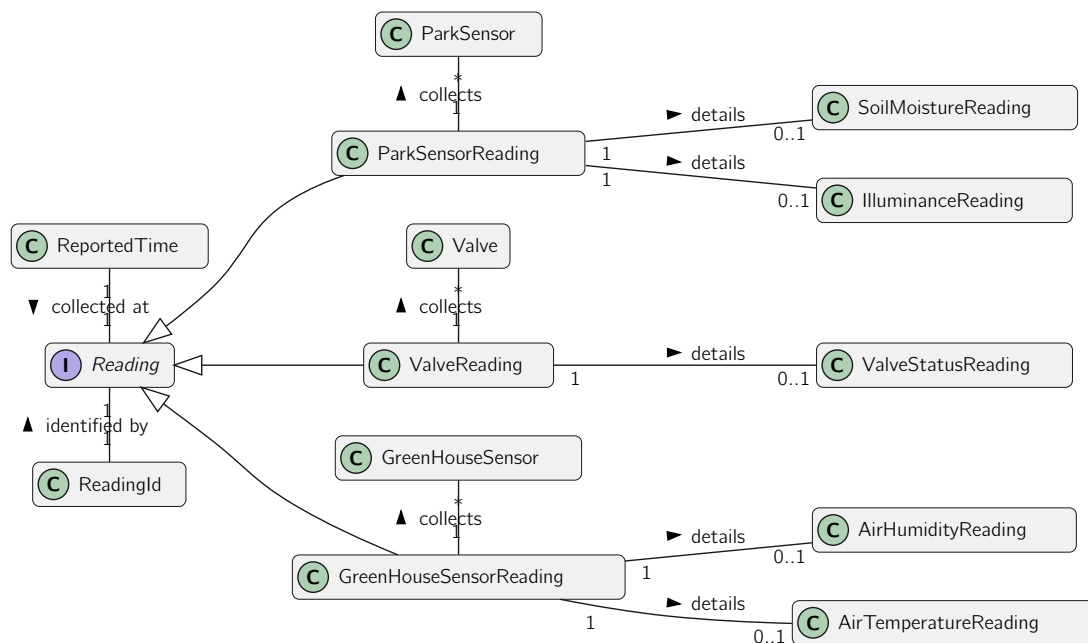 C ParkSensor
*
▲ collects
1
C ParkSensorReading
► details
1
0..1
C SoilMoistureReading
► details
1
0..1
C IlluminanceReading
C ReportedTime
1
▼ collected at
1
I Reading
1
▲ identified by
1
C ReadingId
C Valve
*
▲ collects
1
C ValveReading
► details
1
0..1
C ValveStatusReading
C GreenHouseSensor
*
▲ collects
1
C GreenHouseSensorReading
► details
1
0..1
C AirHumidityReading
► details
1
0..1
C AirTemperatureReading